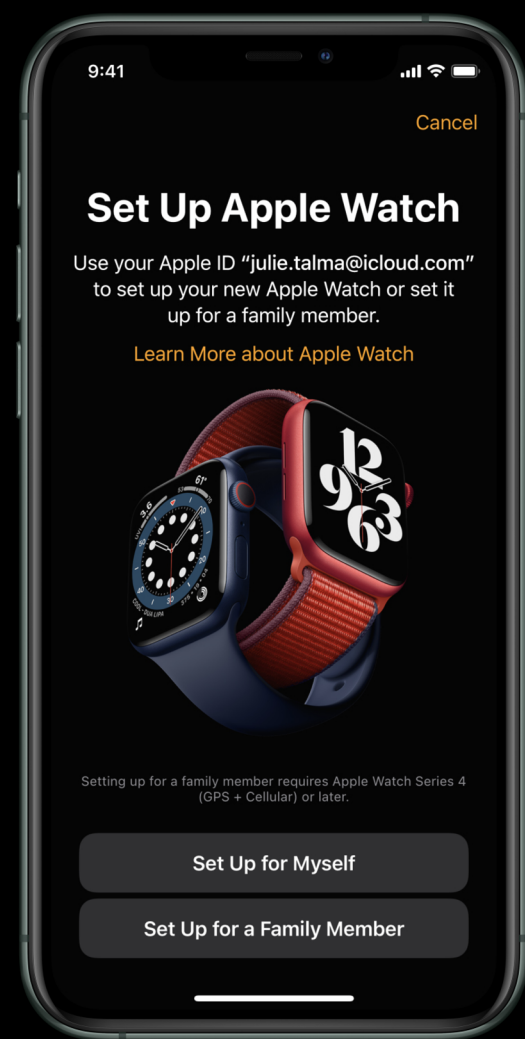 9:41
Cancel
Set Up Apple Watch
Use your Apple ID “julie.talma@icloud.com”
to set up your new Apple Watch or set it
up for a family member.
Learn More about Apple Watch
61°
3.6
12
9
3
6
Setting up for a family member requires Apple Watch Series 4
(GPS + Cellular) or later.
Set Up for Myself
Set Up for a Family Member